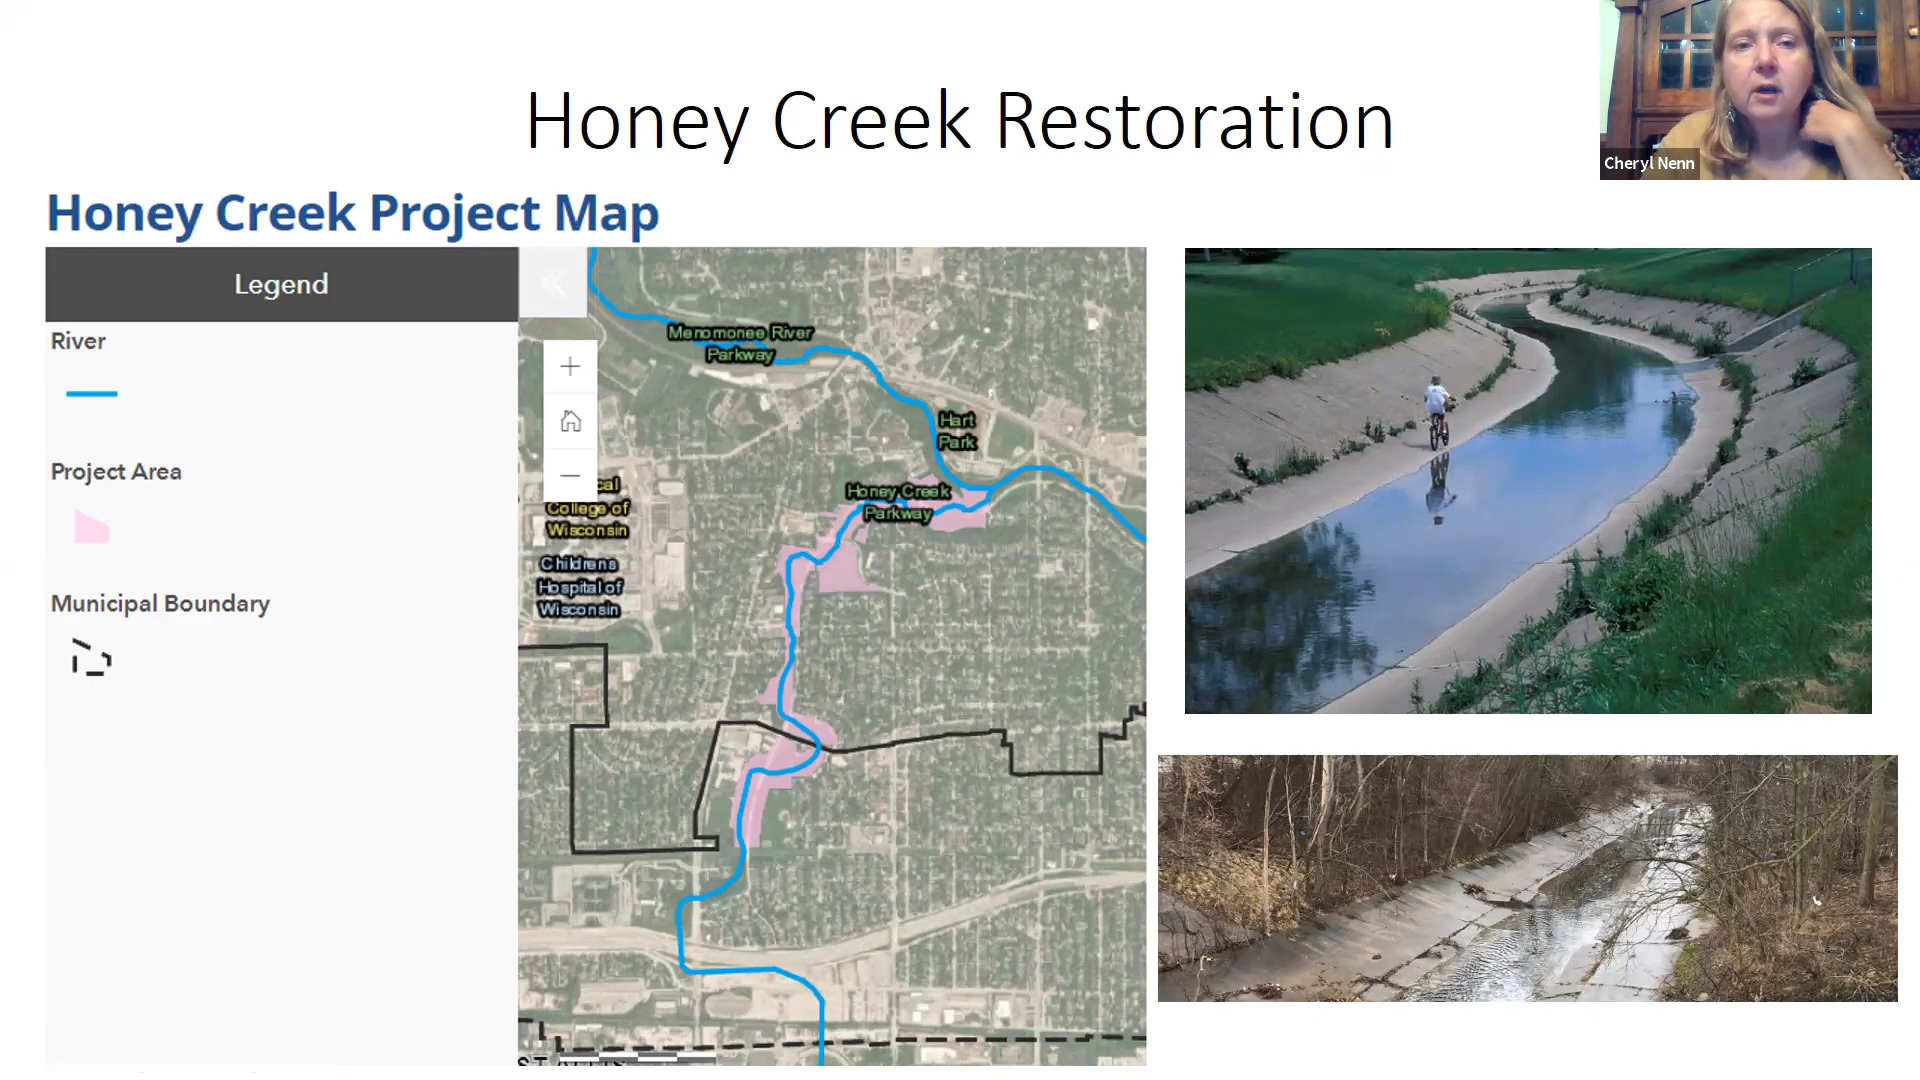 Honey Creek Restoration
Cheryl Nenn
Honey Creek Project Map
Legend
River
Project Area
Municipal Boundary
Menomonee River
Parkway
Hart
Park
Honey Creek
Parkway
College of
Wisconsin
Childrens
Hospital of
Wisconsin